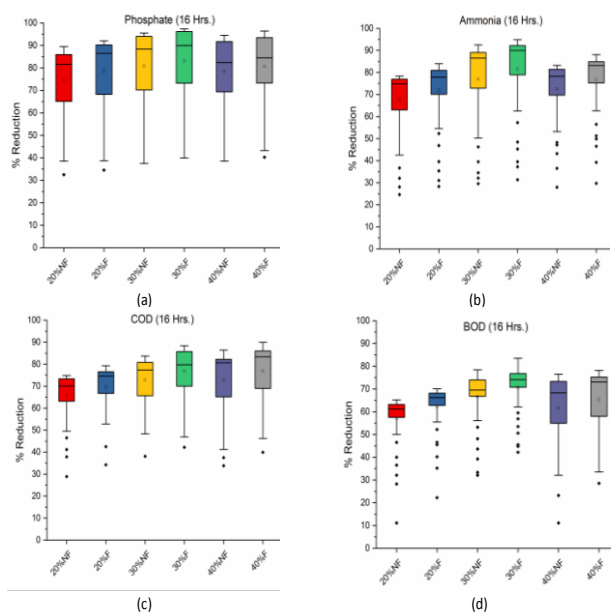 Phosphate (16 Hrs.)
% Reduction
100
90
80
70
60
50
40
30
20
10
0
20%NF
20%F
30%NF
30%F
40%NF
40%F
(a)
Ammonia (16 Hrs.)
% Reduction
100
90
80
70
60
50
40
30
20
10
0
20%NF
20%F
30%NF
30%F
40%NF
40%F
(b)
COD (16 Hrs.)
% Reduction
100
90
80
70
60
50
40
30
20
10
0
20%NF
20%F
30%NF
30%F
40%NF
40%F
(c)
BOD (16 Hrs.)
% Reduction
100
90
80
70
60
50
40
30
20
10
0
20%NF
20%F
30%NF
30%F
40%NF
40%F
(d)